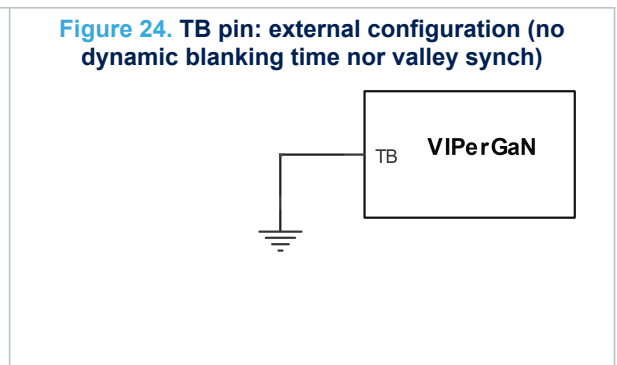 Figure 24. TB pin: external configuration (no
dynamic blanking time nor valley synch)
TB VIPerGaN